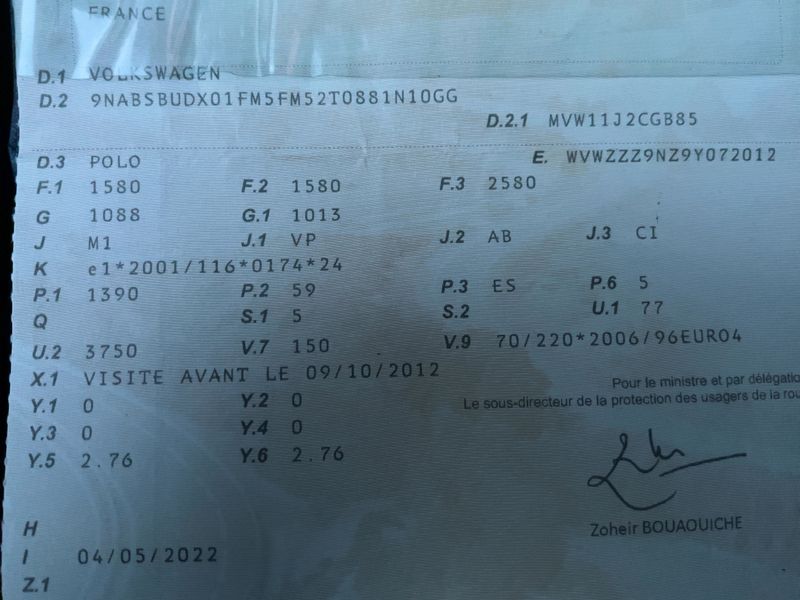 FRANCE
D.1 VOLKSWAGEN
D.2 9NABSBUDX01FM5FM52T0881N10GG
D.2.1 MVW11J2CGB85
D.3 POLO E. WVWZZZ9NZ9Y072012
F.1 1580 F.2 1580 F.3 2580
G 1088 G.1 1013
J M1 J.1 VP J.2 AB J.3 CI
K e1*2001/116*0174*24
P.1 1390 P.2 59 P.3 ES P.6 5
Q S.1 5 S.2 U.1 77
U.2 3750 V.7 150 V.9 70/220*2006/96EURO4
X.1 VISITE AVANT LE 09/10/2012
Pour le ministre et par délégatio
Y.1 0 Y.2 0 Le sous-directeur de la protection des usagers de la rou
Y.3 0 Y.4 0
Y.5 2.76 Y.6 2.76
Zoheir BOUAOUICHE
H
I 04/05/2022
Z.1